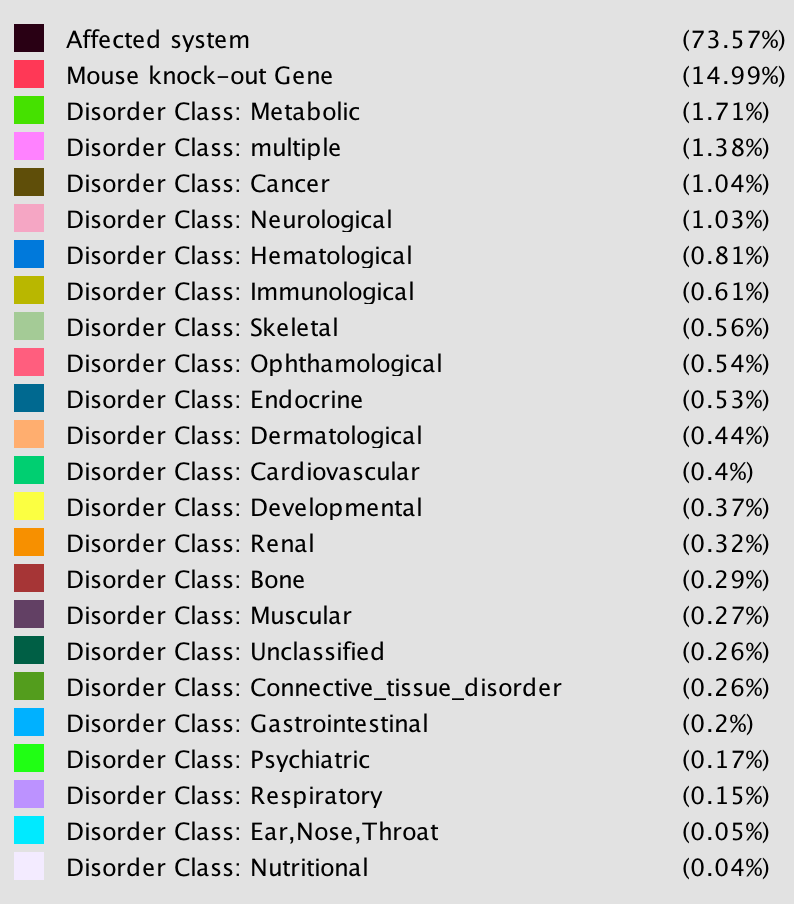 Affected system (73.57%)
Mouse knock-out Gene (14.99%)
Disorder Class: Metabolic (1.71%)
Disorder Class: multiple (1.38%)
Disorder Class: Cancer (1.04%)
Disorder Class: Neurological (1.03%)
Disorder Class: Hematological (0.81%)
Disorder Class: Immunological (0.61%)
Disorder Class: Skeletal (0.56%)
Disorder Class: Ophthamological (0.54%)
Disorder Class: Endocrine (0.53%)
Disorder Class: Dermatological (0.44%)
Disorder Class: Cardiovascular (0.4%)
Disorder Class: Developmental (0.37%)
Disorder Class: Renal (0.32%)
Disorder Class: Bone (0.29%)
Disorder Class: Muscular (0.27%)
Disorder Class: Unclassified (0.26%)
Disorder Class: Connective_tissue_disorder (0.26%)
Disorder Class: Gastrointestinal (0.2%)
Disorder Class: Psychiatric (0.17%)
Disorder Class: Respiratory (0.15%)
Disorder Class: Ear,Nose,Throat (0.05%)
Disorder Class: Nutritional (0.04%)